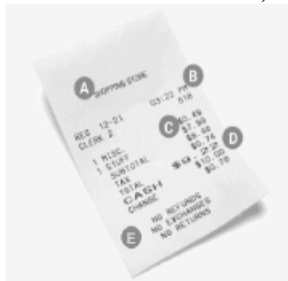 A SHOPPING STORE
B
REG 12-21 03:22 PM
CLERK 2 618
C
1 MISC. $0.49
1 STUFF $7.99
SUBTOTAL $8.48
TAX $0.74
D
TOTAL $9.22
CASH $10.00
CHANGE $0.78
E
NO REFUNDS
NO EXCHANGES
NO RETURNS